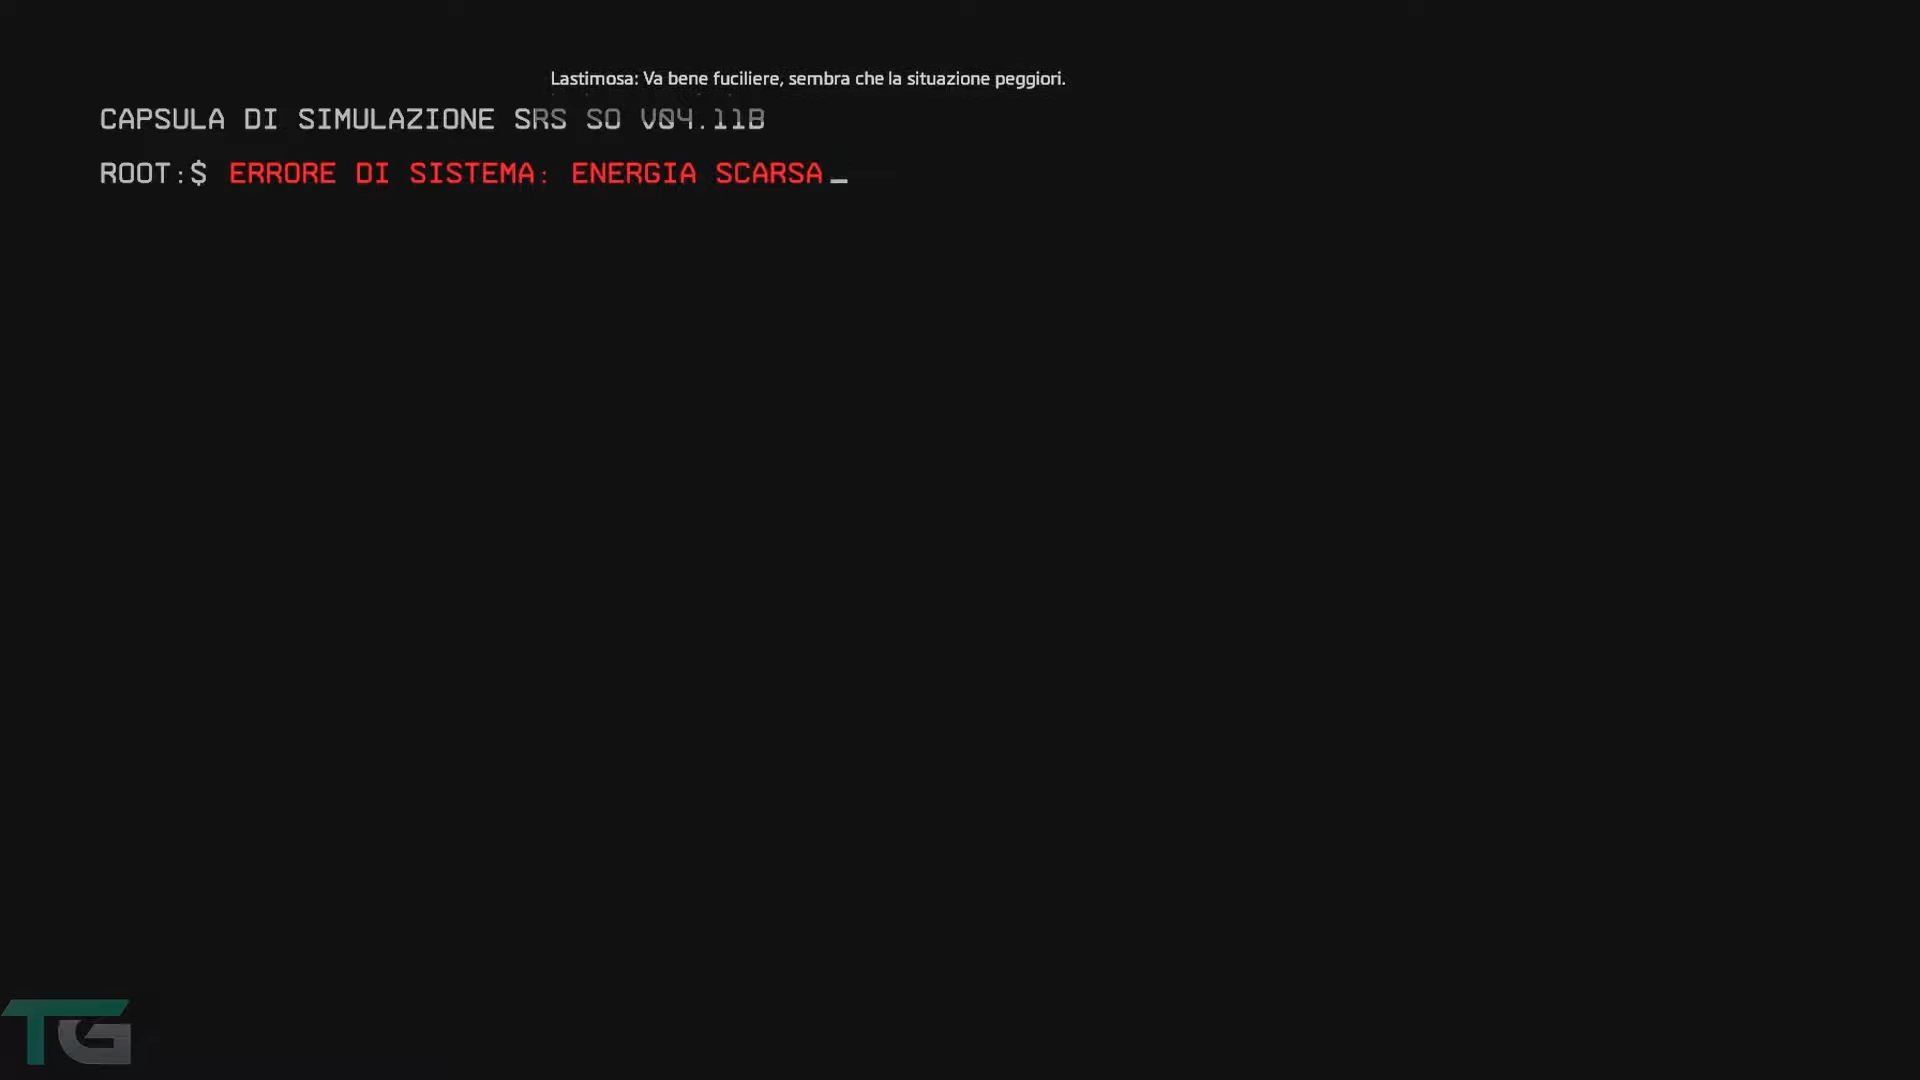 Lastimosa: Va bene fuciliere, sembra che la situazione peggiori.
CAPSULA DI SIMULAZIONE SRS SO V04.11B
ROOT:$ ERRORE DI SISTEMA: ENERGIA SCARSA_
TG